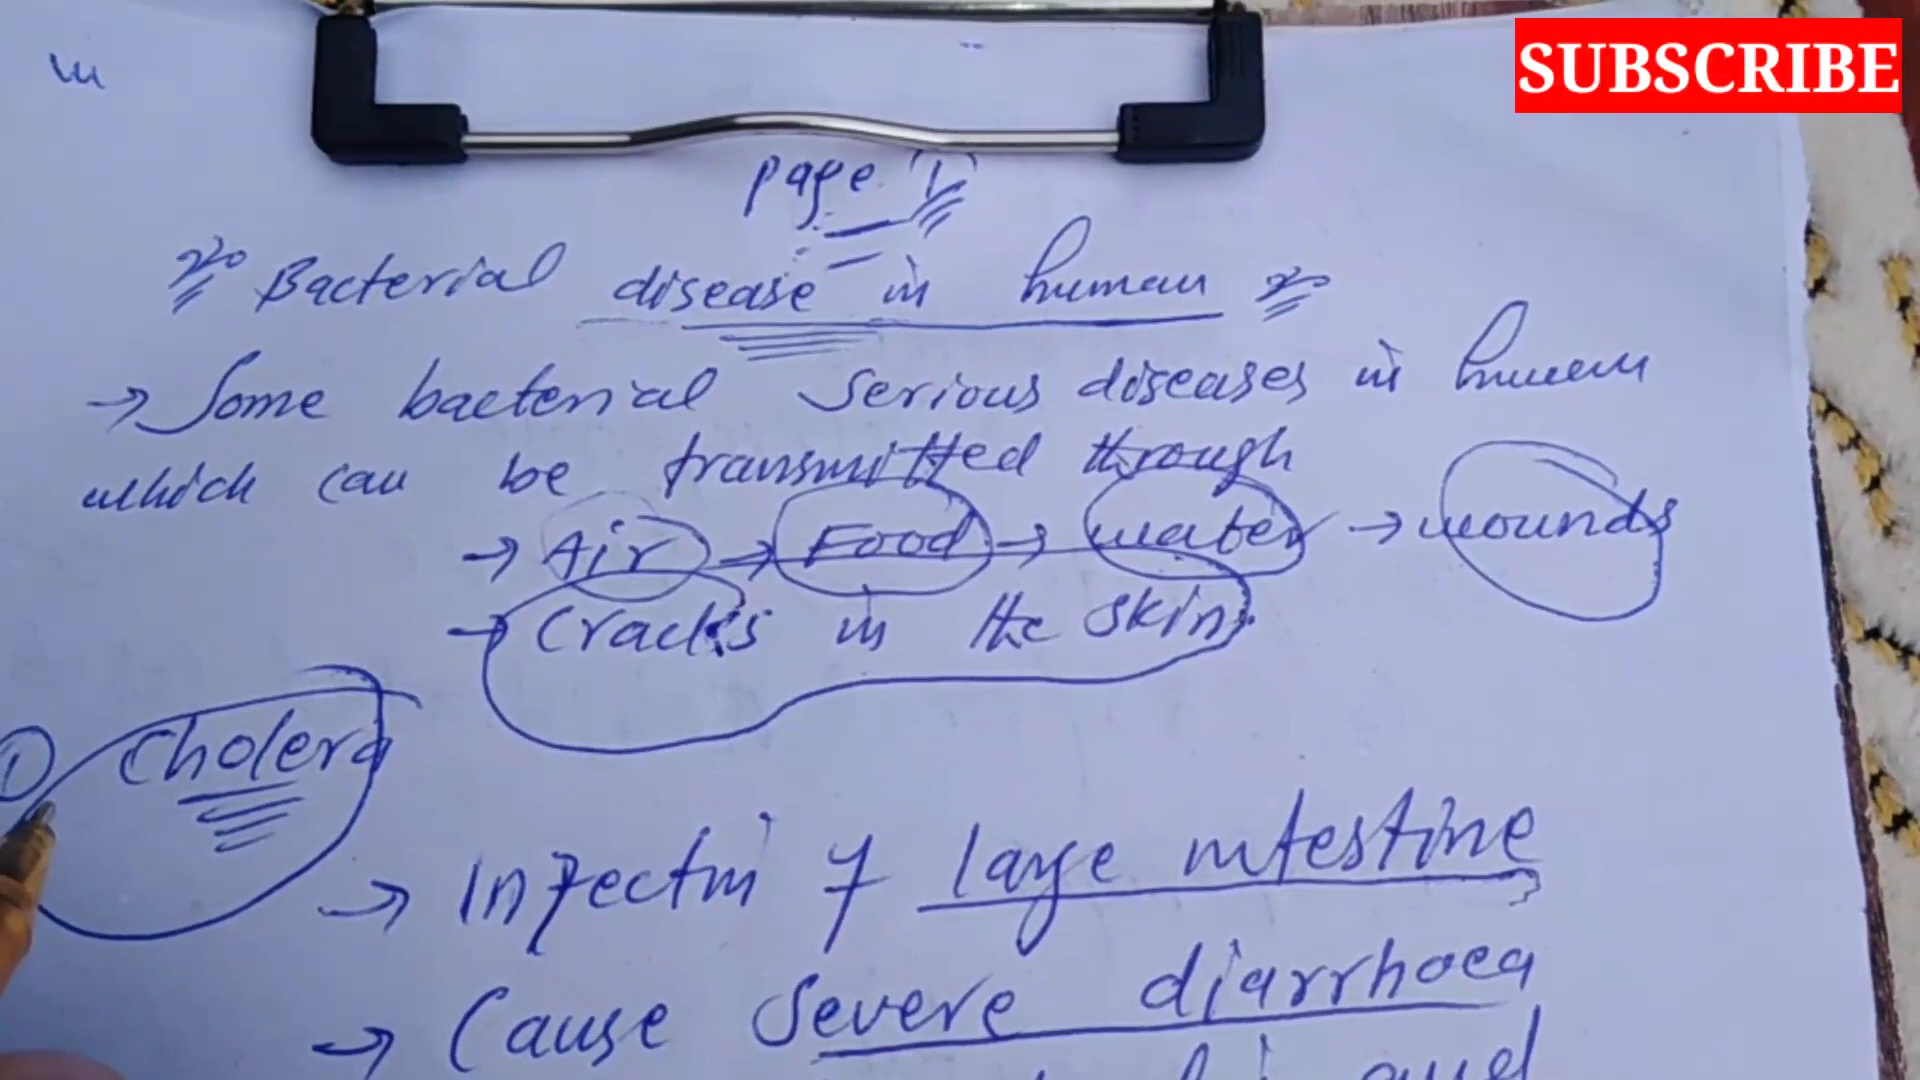 SUBSCRIBE
page 1
Bacterial disease in human
→ Some bacterial serious diseases in human
which can be transmitted through
→ Air → Food → water → wounds
→ Cracks in the skin.
① Cholera
→ Infection of large intestine
→ Cause severe diarrhoea
and